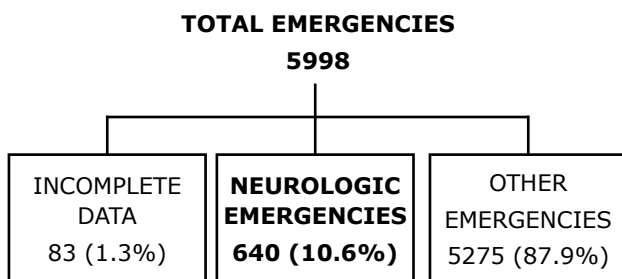 TOTAL EMERGENCIES
5998
INCOMPLETE
DATA
83 (1.3%)
NEUROLOGIC
EMERGENCIES
640 (10.6%)
OTHER
EMERGENCIES
5275 (87.9%)